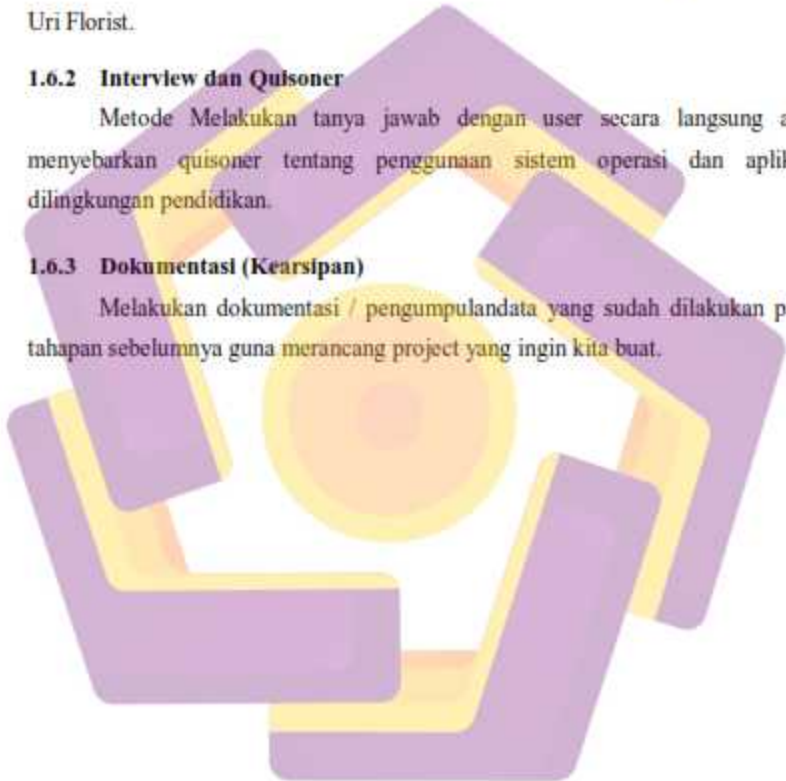 Uri Florist.
1.6.2 Interview dan Quisoner
Metode Melakukan tanya jawab dengan user secara langsung
menyebarkan quisoner tentang penggunaan sistem operasi dan
dilingkungan pendidikan.
1.6.3 Dokumentasi (Kearsipan)
Melakukan dokumentasi / pengumpulandata yang sudah dilakukan
tahapan sebelumnya guna merancang project yang ingin kita buat.